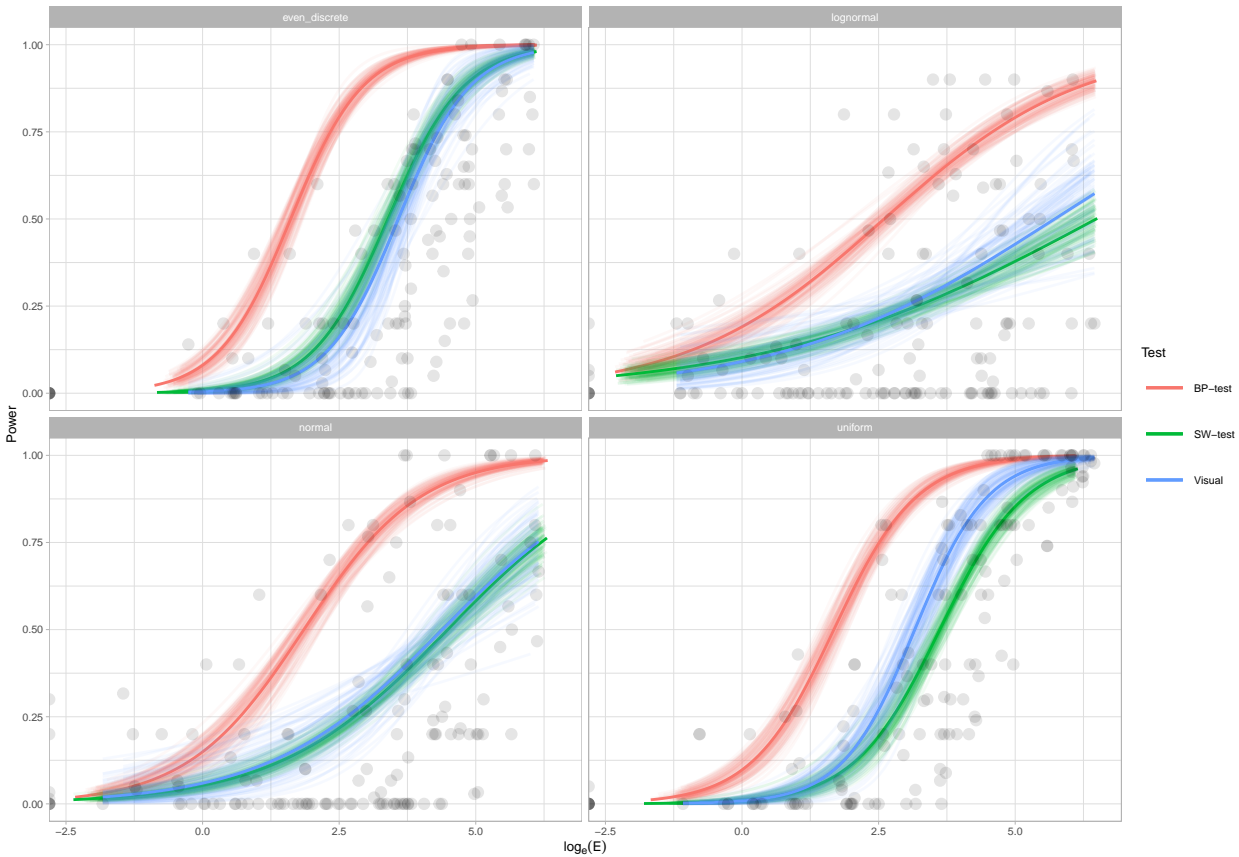 even_discrete
lognormal
1.00
0.75
0.50
0.25
0.00
normal
uniform
1.00
0.75
0.50
0.25
0.00
Power
−2.5 0.0 2.5 5.0
−2.5 0.0 2.5 5.0
logₑ(E)
Test
BP−test
SW−test
Visual